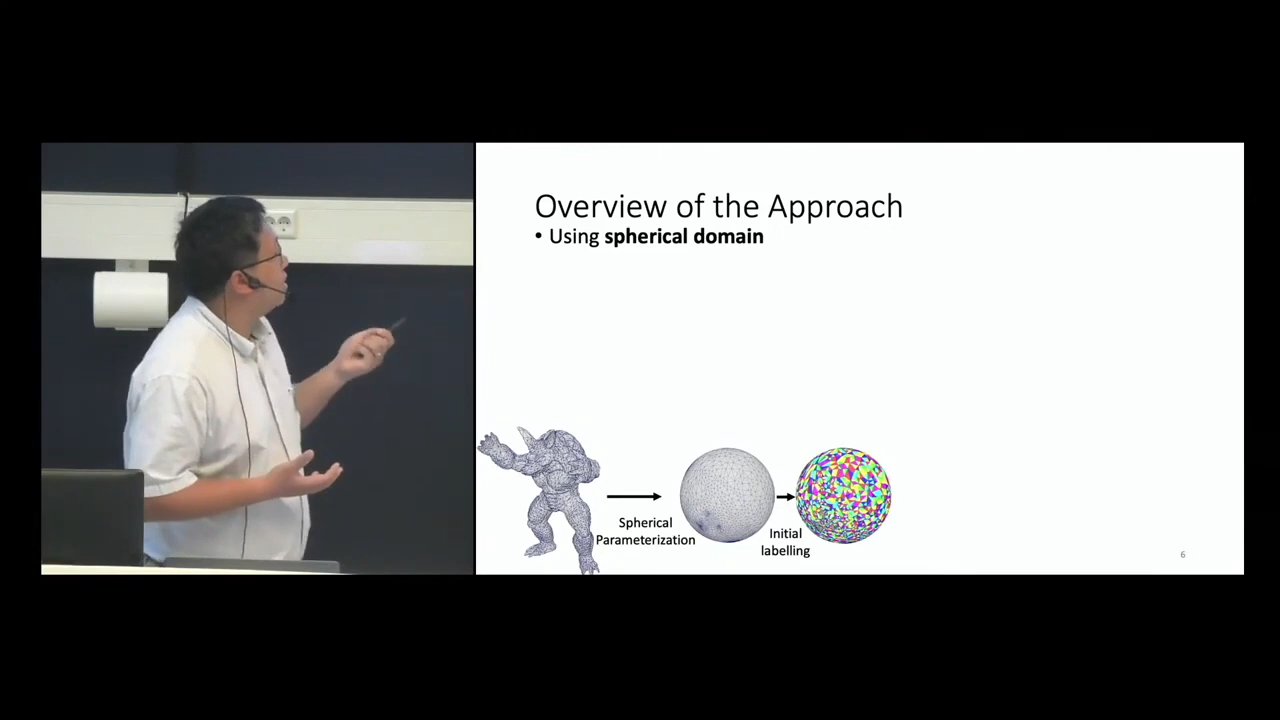 Overview of the Approach
• Using spherical domain
Spherical
Parameterization
Initial
labelling
6